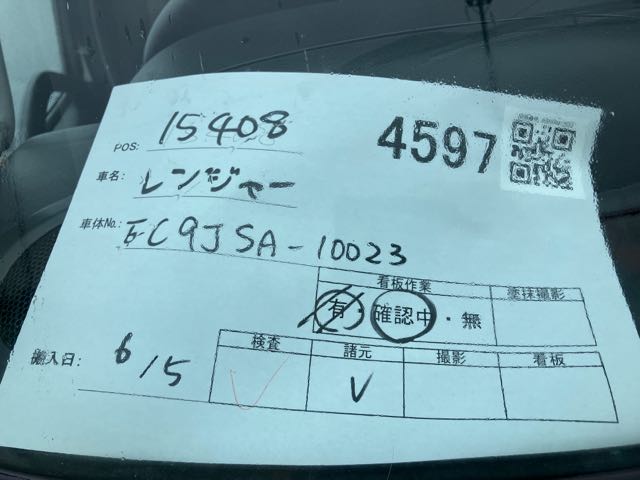 4597
POS: 15408
車名: レンジャー
車体No. FC9JSA-10023
看板作業 塗抹撮影
有・確認中・無
搬入日: 6/15
検査 諸元 撮影 看板
V V